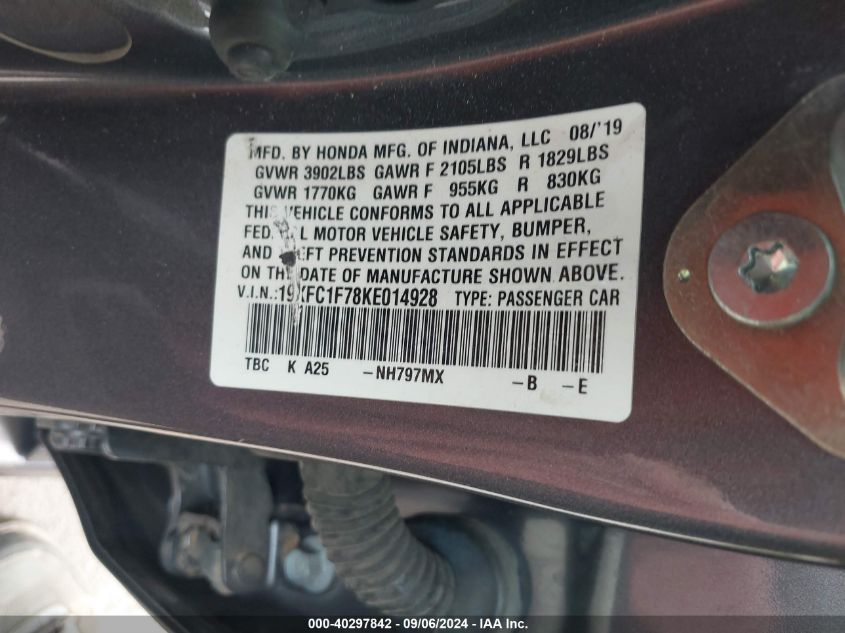 MFD. BY HONDA MFG. OF INDIANA, LLC 08/'19
GVWR 3902LBS GAWR F 2105LBS R 1829LBS
GVWR 1770KG GAWR F 955KG R 830KG
THIS VEHICLE CONFORMS TO ALL APPLICABLE
FEDERAL MOTOR VEHICLE SAFETY, BUMPER,
AND THEFT PREVENTION STANDARDS IN EFFECT
ON THE DATE OF MANUFACTURE SHOWN ABOVE.
V.I.N.:19XFC1F78KE014928 TYPE: PASSENGER CAR
TBC K A25 –NH797MX –B –E
000-40297842 - 09/06/2024 - IAA Inc.